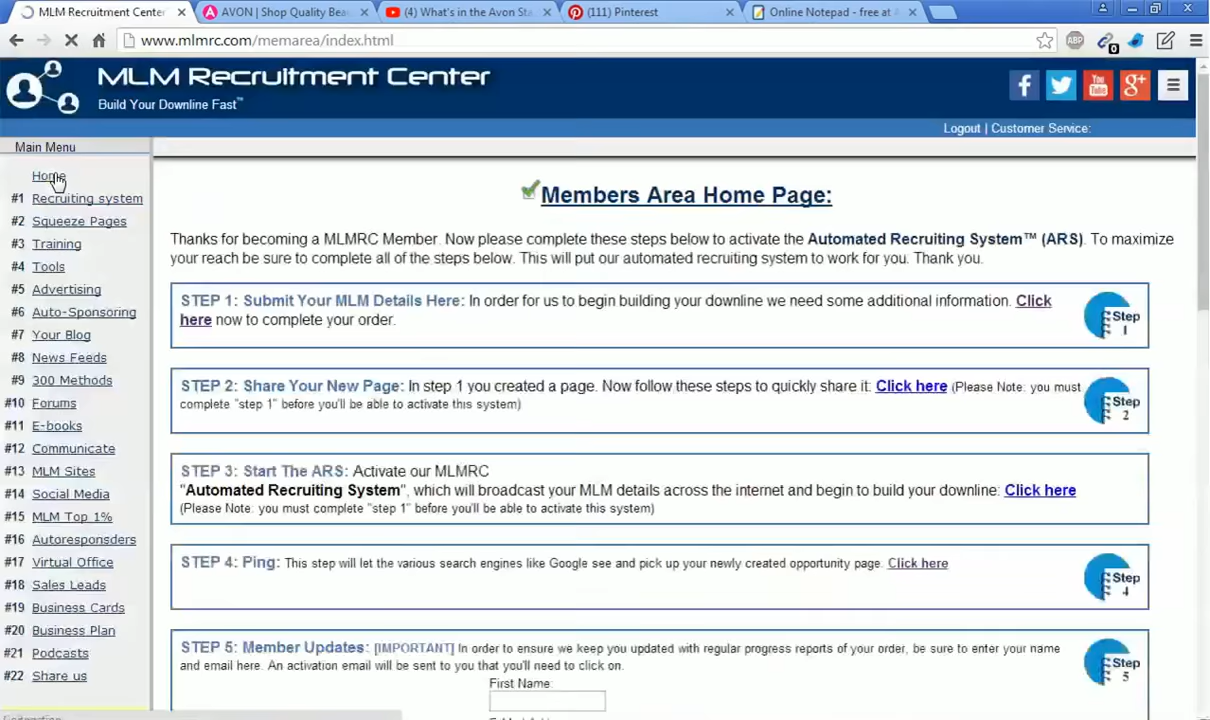 MLM Recruitment Center
AVON | Shop Quality Bea
(4) What's in the Avon Sta
(111) Pinterest
Online Notepad - free at A
www.mlmrc.com/memarea/index.html
ABP
0
MLM Recruitment Center
Build Your Downline Fast™
Logout | Customer Service:
Main Menu
Home
#1 Recruiting system
#2 Squeeze Pages
#3 Training
#4 Tools
#5 Advertising
#6 Auto-Sponsoring
#7 Your Blog
#8 News Feeds
#9 300 Methods
#10 Forums
#11 E-books
#12 Communicate
#13 MLM Sites
#14 Social Media
#15 MLM Top 1%
#16 Autoresponders
#17 Virtual Office
#18 Sales Leads
#19 Business Cards
#20 Business Plan
#21 Podcasts
#22 Share us
Members Area Home Page:
Thanks for becoming a MLMRC Member. Now please complete these steps below to activate the Automated Recruiting System™ (ARS). To maximize
your reach be sure to complete all of the steps below. This will put our automated recruiting system to work for you. Thank you.
STEP 1: Submit Your MLM Details Here: In order for us to begin building your downline we need some additional information. Click
here now to complete your order.
Step
1
STEP 2: Share Your New Page: In step 1 you created a page. Now follow these steps to quickly share it: Click here (Please Note: you must
complete "step 1" before you'll be able to activate this system)
Step
2
STEP 3: Start The ARS: Activate our MLMRC
"Automated Recruiting System", which will broadcast your MLM details across the internet and begin to build your downline: Click here
(Please Note: you must complete "step 1" before you'll be able to activate this system)
STEP 4: Ping: This step will let the various search engines like Google see and pick up your newly created opportunity page. Click here
Step
4
STEP 5: Member Updates: [IMPORTANT] In order to ensure we keep you updated with regular progress reports of your order, be sure to enter your name
and email here. An activation email will be sent to you that you'll need to click on.
Step
5
First Name: